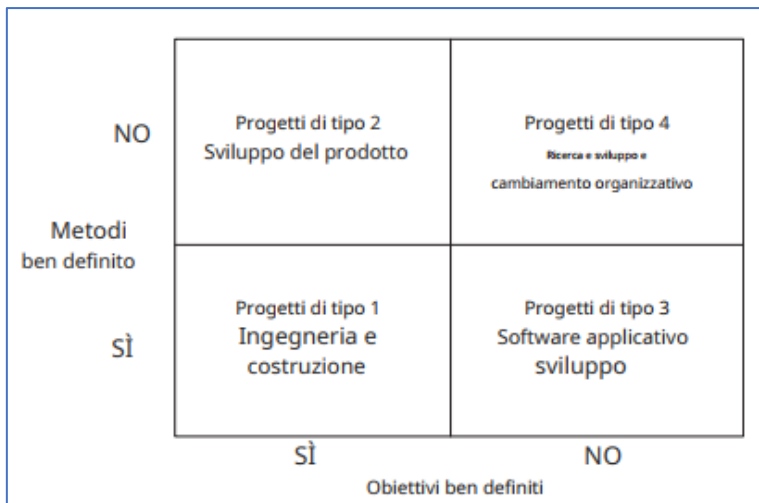 NO
Progetti di tipo 2
Sviluppo del prodotto
Progetti di tipo 4
Ricerca e sviluppo e
cambiamento organizzativo
Metodi
ben definito
SÌ
Progetti di tipo 1
Ingegneria e
costruzione
Progetti di tipo 3
Software applicativo
sviluppo
SÌ
NO
Obiettivi ben definiti